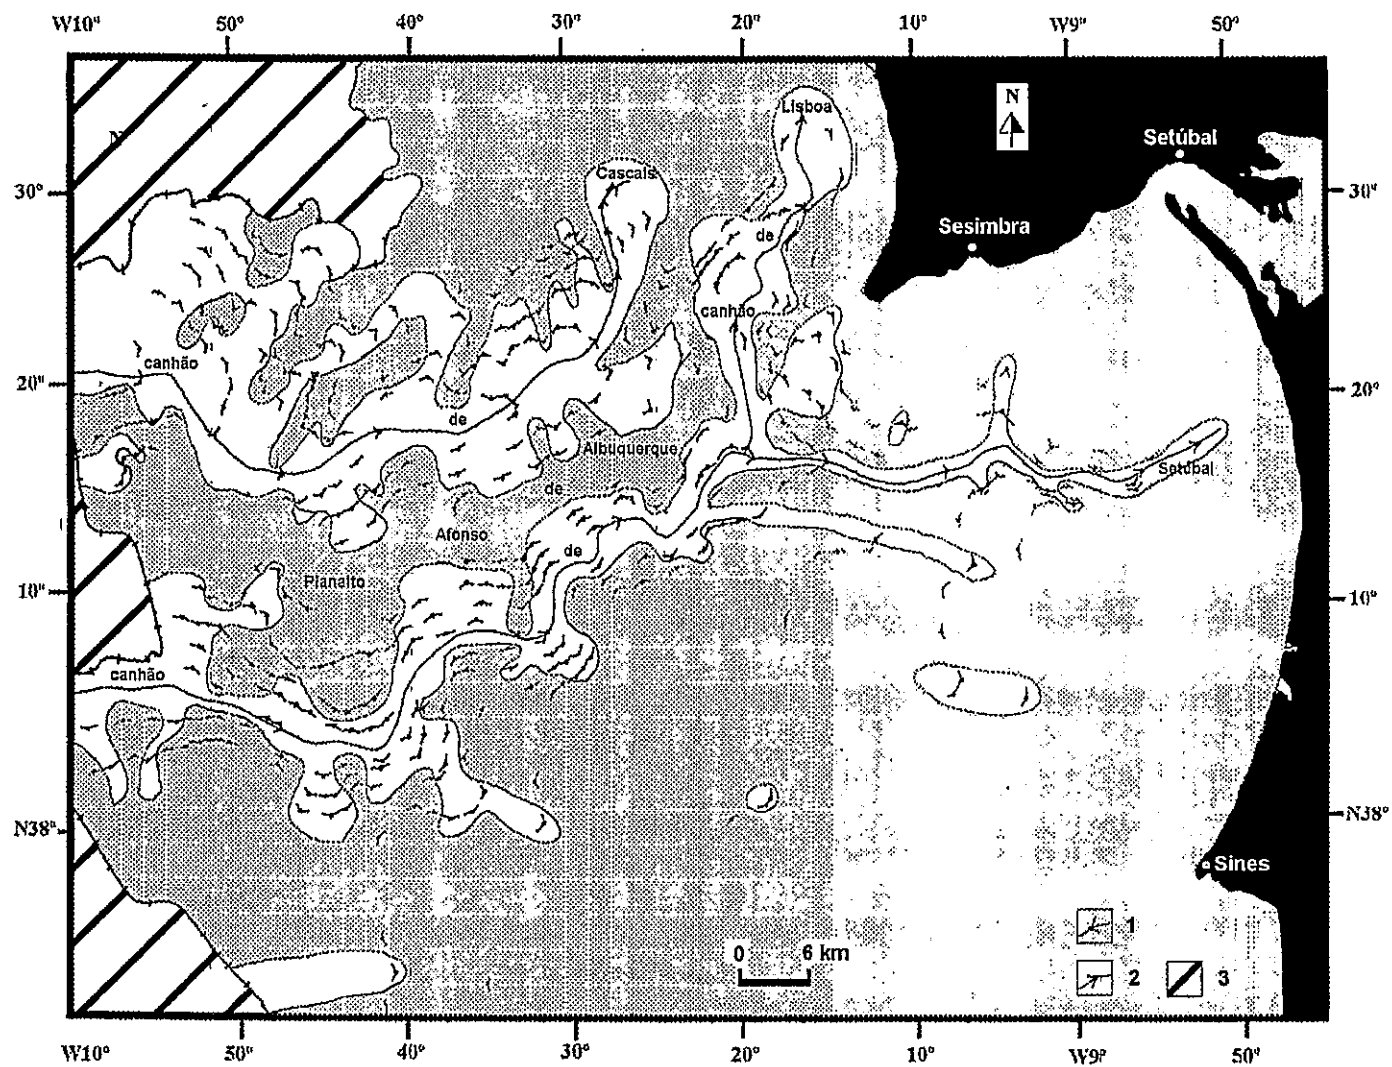 W10° 50° 40° 30° 20° 10° W9° 50°
N
Lisboa
Setúbal
Cascais
30° 30°
Sesimbra
de
canhão
canhão
20° 20°
de
Albuquerque
Setúbal
de
Afonso
de
Planalto
10° 10°
canhão
N38° N38°
Sines
1
0 6 km
2 3
W10° 50° 40° 30° 20° 10° W9° 50°